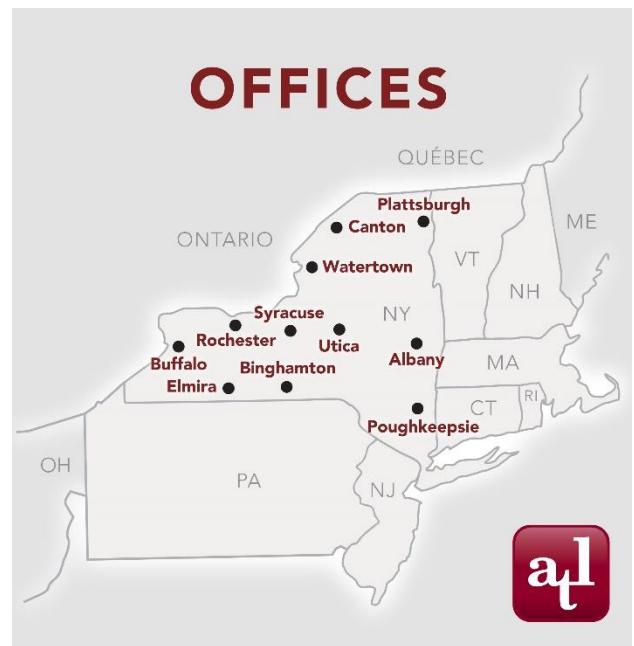 OFFICES
QUÉBEC
Plattsburgh
Canton
ME
ONTARIO
Watertown
VT
NH
Syracuse
NY
Rochester
Utica
Albany
Buffalo
Binghamton
MA
Elmira
RI
CT
Poughkeepsie
OH
PA
NJ
atl